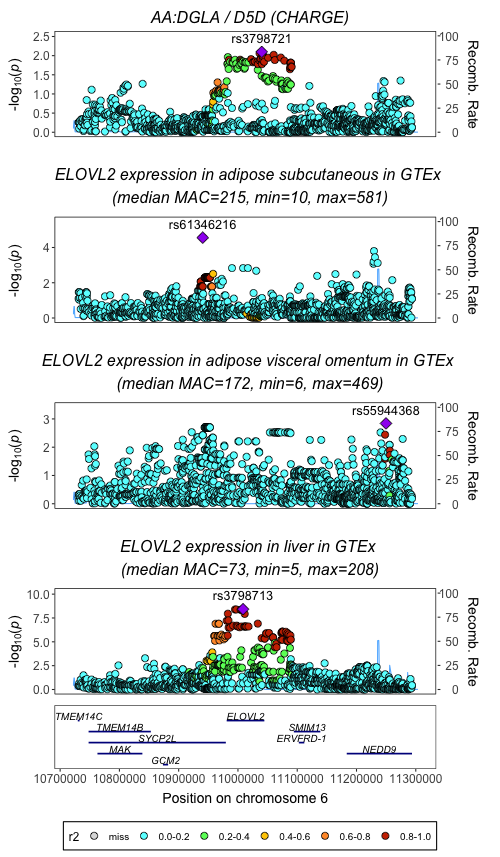 AA:DGLA / D5D (CHARGE)
rs3798721
-log10(p)
2.5
2.0
1.5
1.0
0.5
0.0
100
75
50
25
0
Recomb. Rate
ELOVL2 expression in adipose subcutaneous in GTEx
(median MAC=215, min=10, max=581)
rs61346216
-log10(p)
4
2
0
100
75
50
25
0
Recomb. Rate
ELOVL2 expression in adipose visceral omentum in GTEx
(median MAC=172, min=6, max=469)
rs55944368
-log10(p)
3
2
1
0
100
75
50
25
0
Recomb. Rate
ELOVL2 expression in liver in GTEx
(median MAC=73, min=5, max=208)
rs3798713
-log10(p)
10.0
7.5
5.0
2.5
0.0
100
75
50
25
0
Recomb. Rate
TMEM14C ELOVL2
TMEM14B SMIM13
SYCP2L ERVFRD-1
MAK NEDD9
GCM2
10700000 10800000 10900000 11000000 11100000 11200000 11300000
Position on chromosome 6
r2 miss 0.0-0.2 0.2-0.4 0.4-0.6 0.6-0.8 0.8-1.0